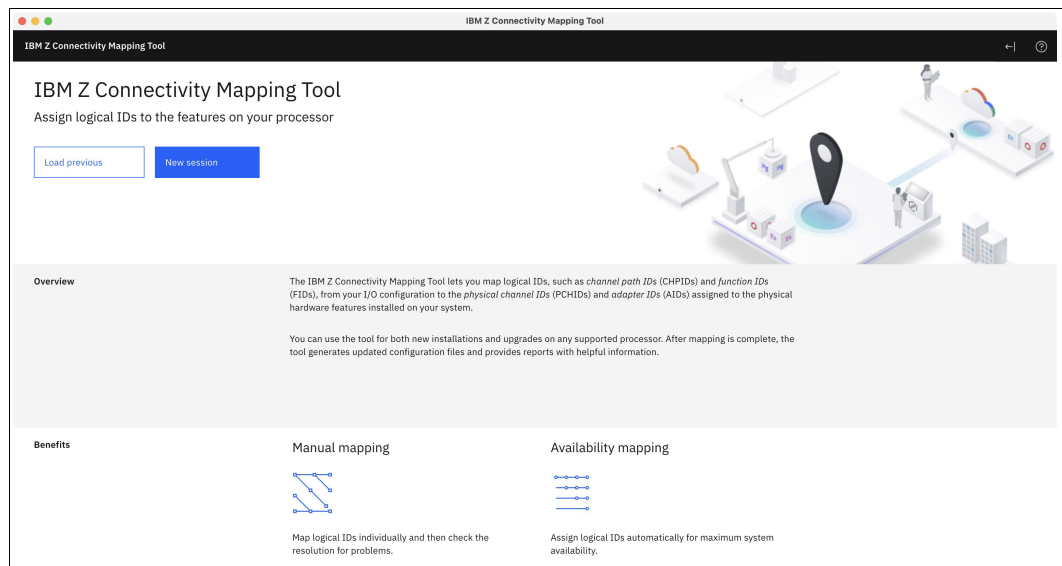 IBM Z Connectivity Mapping Tool
IBM Z Connectivity Mapping Tool
IBM Z Connectivity Mapping Tool
Assign logical IDs to the features on your processor
Load previous
New session
Overview
The IBM Z Connectivity Mapping Tool lets you map logical IDs, such as channel path IDs (CHPIDs) and function IDs
(FIDs), from your I/O configuration to the physical channel IDs (PCHIDs) and adapter IDs (AIDs) assigned to the physical
hardware features installed on your system.
You can use the tool for both new installations and upgrades on any supported processor. After mapping is complete, the
tool generates updated configuration files and provides reports with helpful information.
Benefits
Manual mapping
Availability mapping
Map logical IDs individually and then check the
resolution for problems.
Assign logical IDs automatically for maximum system
availability.